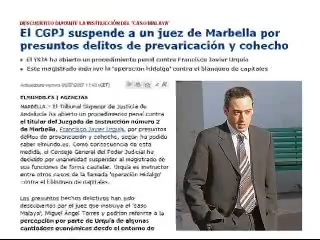 DESCUBIERTO DURANTE LA INSTRUCCIÓN DEL 'CASO MALAYA'
El CGPJ suspende a un juez de Marbella por
presuntos delitos de prevaricación y cohecho
El TSJA ha abierto un procedimiento penal contra Francisco Javier Urquía
Este magistrado instruye la 'operación hidalgo' contra el blanqueo de capitales
ELMUNDO.ES | AGENCIAS
MARBELLA.- El Tribunal Superior de Justicia de
Andalucía ha abierto un procedimiento penal contra
el titular del Juzgado de Instrucción número 2
de Marbella, Francisco Javier Urquía, por presuntos
delitos de prevaricación y cohecho, según ha podido
saber elmundo.es. Como consecuencia de esta
medida, el Consejo General del Poder Judicial ha
decidido por unanimidad suspender al magistrado de
sus funciones de forma cautelar. Urquía es instructor
entre otros casos de la llamada 'operación Hidalgo'
contra el blanqueo de capitales.
Los presuntos hechos delictivos han sido
descubiertos por el juez que instruye el 'caso
Malaya', Miguel Ángel Torres y podrían referirse a la
percepción por parte de Urquía de algunas
cantidades económicas desde el entorno de